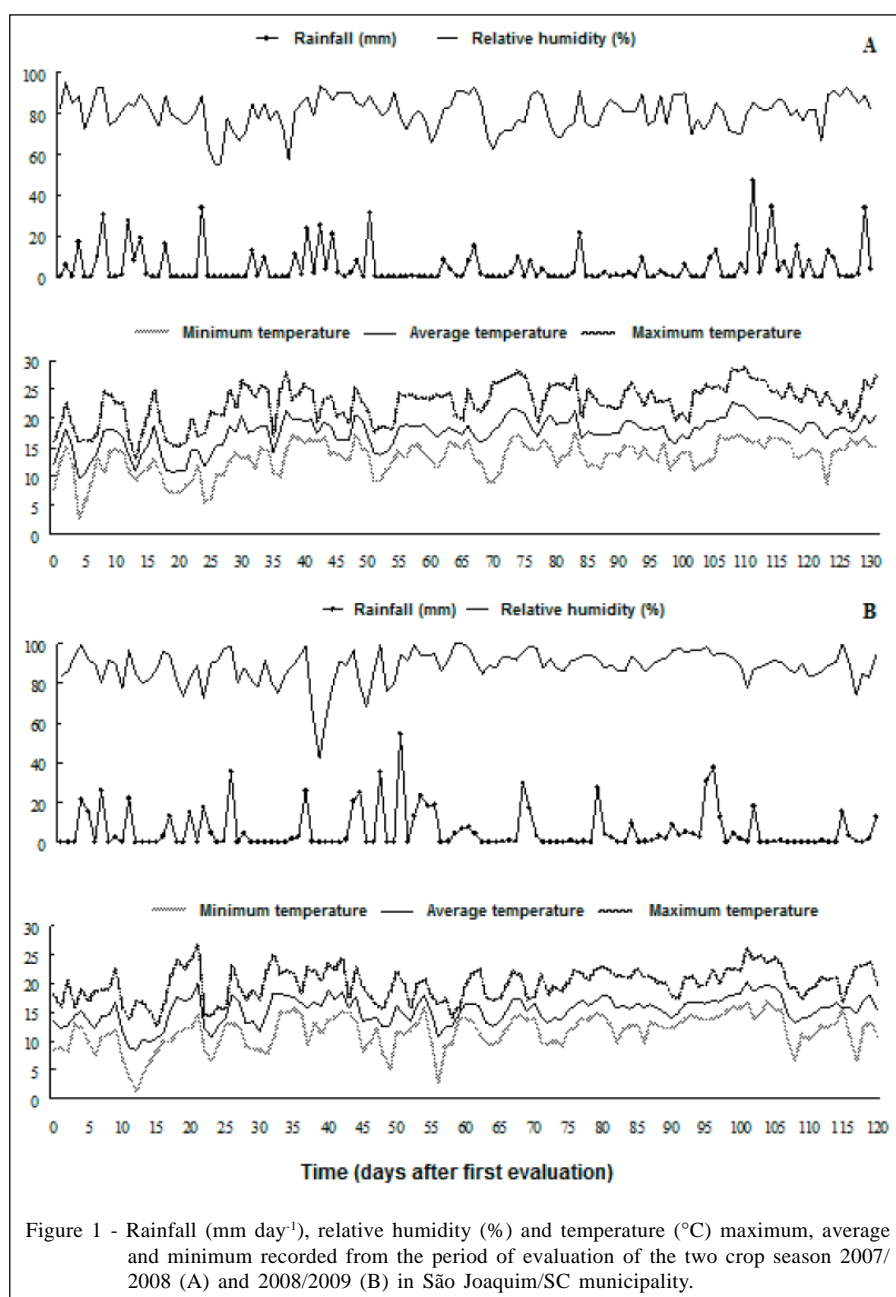 Rainfall (mm) Relative humidity (%) A
100
80
60
40
20
0
Minimum temperature Average temperature Maximum temperature
30
25
20
15
10
5
0
0 5 10 15 20 25 30 35 40 45 50 55 60 65 70 75 80 85 90 95 100 105 110 115 120 125 130
Rainfall (mm) Relative humidity (%) B
100
80
60
40
20
0
Minimum temperature Average temperature Maximum temperature
30
25
20
15
10
5
0
0 5 10 15 20 25 30 35 40 45 50 55 60 65 70 75 80 85 90 95 100 105 110 115 120
Time (days after first evaluation)
Figure 1 - Rainfall (mm day-1), relative humidity (%) and temperature (°C) maximum, average
and minimum recorded from the period of evaluation of the two crop season 2007/
2008 (A) and 2008/2009 (B) in São Joaquim/SC municipality.